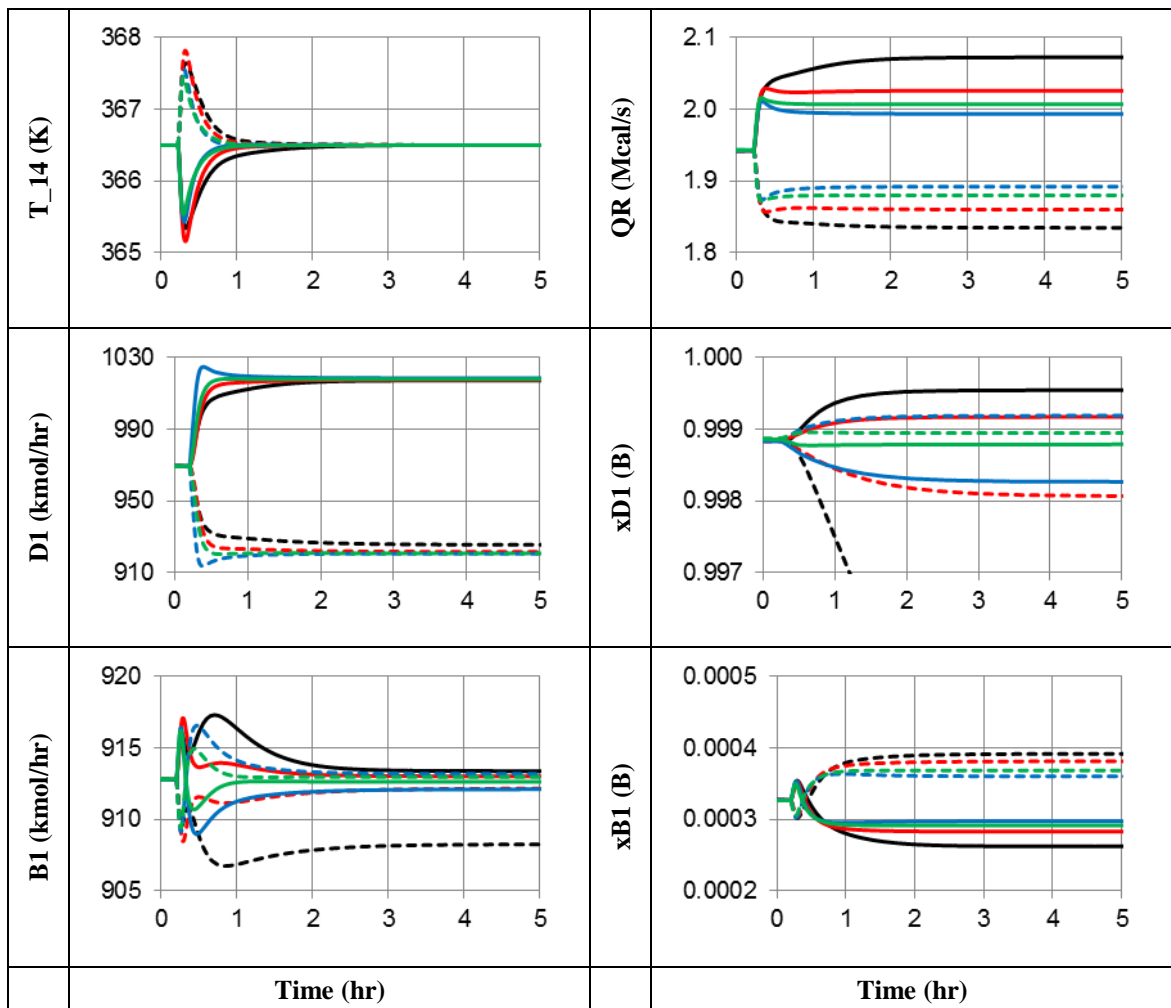 T_14 (K)
368
367
366
365
0 1 2 3 4 5
QR (Mcal/s)
2.1
2.0
1.9
1.8
0 1 2 3 4 5
D1 (kmol/hr)
1030
990
950
910
0 1 2 3 4 5
xD1 (B)
1.000
0.999
0.998
0.997
0 1 2 3 4 5
B1 (kmol/hr)
920
915
910
905
0 1 2 3 4 5
xB1 (B)
0.0005
0.0004
0.0003
0.0002
0 1 2 3 4 5
Time (hr)
Time (hr)